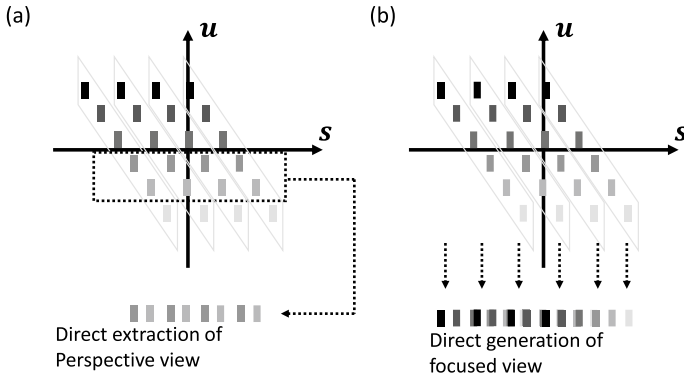 (a)
u
s
Direct extraction of
Perspective view
(b)
u
s
Direct generation of
focused view